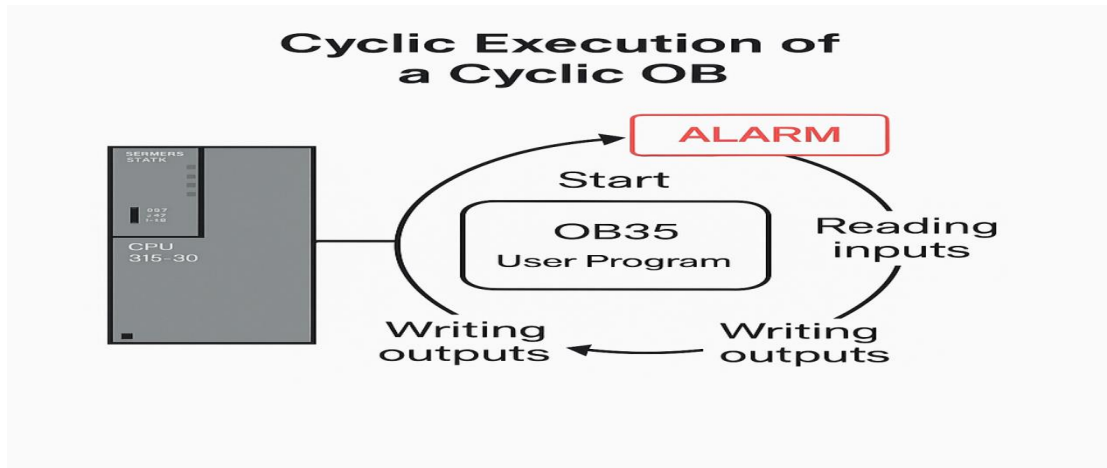 Cyclic Execution of
a Cyclic OB
ALARM
SERMERS
STATK
Start
OB35
User Program
Reading
inputs
CPU
315-30
Writing
outputs
Writing
outputs